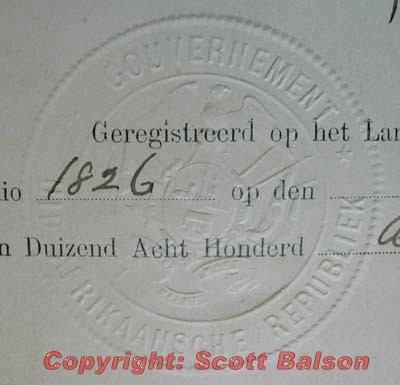 GOUVERNEMENT
Geregistreerd op het Lan
io 1826 op den
n Duizend Acht Honderd
RIKAANSCHE REPUBLIEK
Copyright: Scott Balson